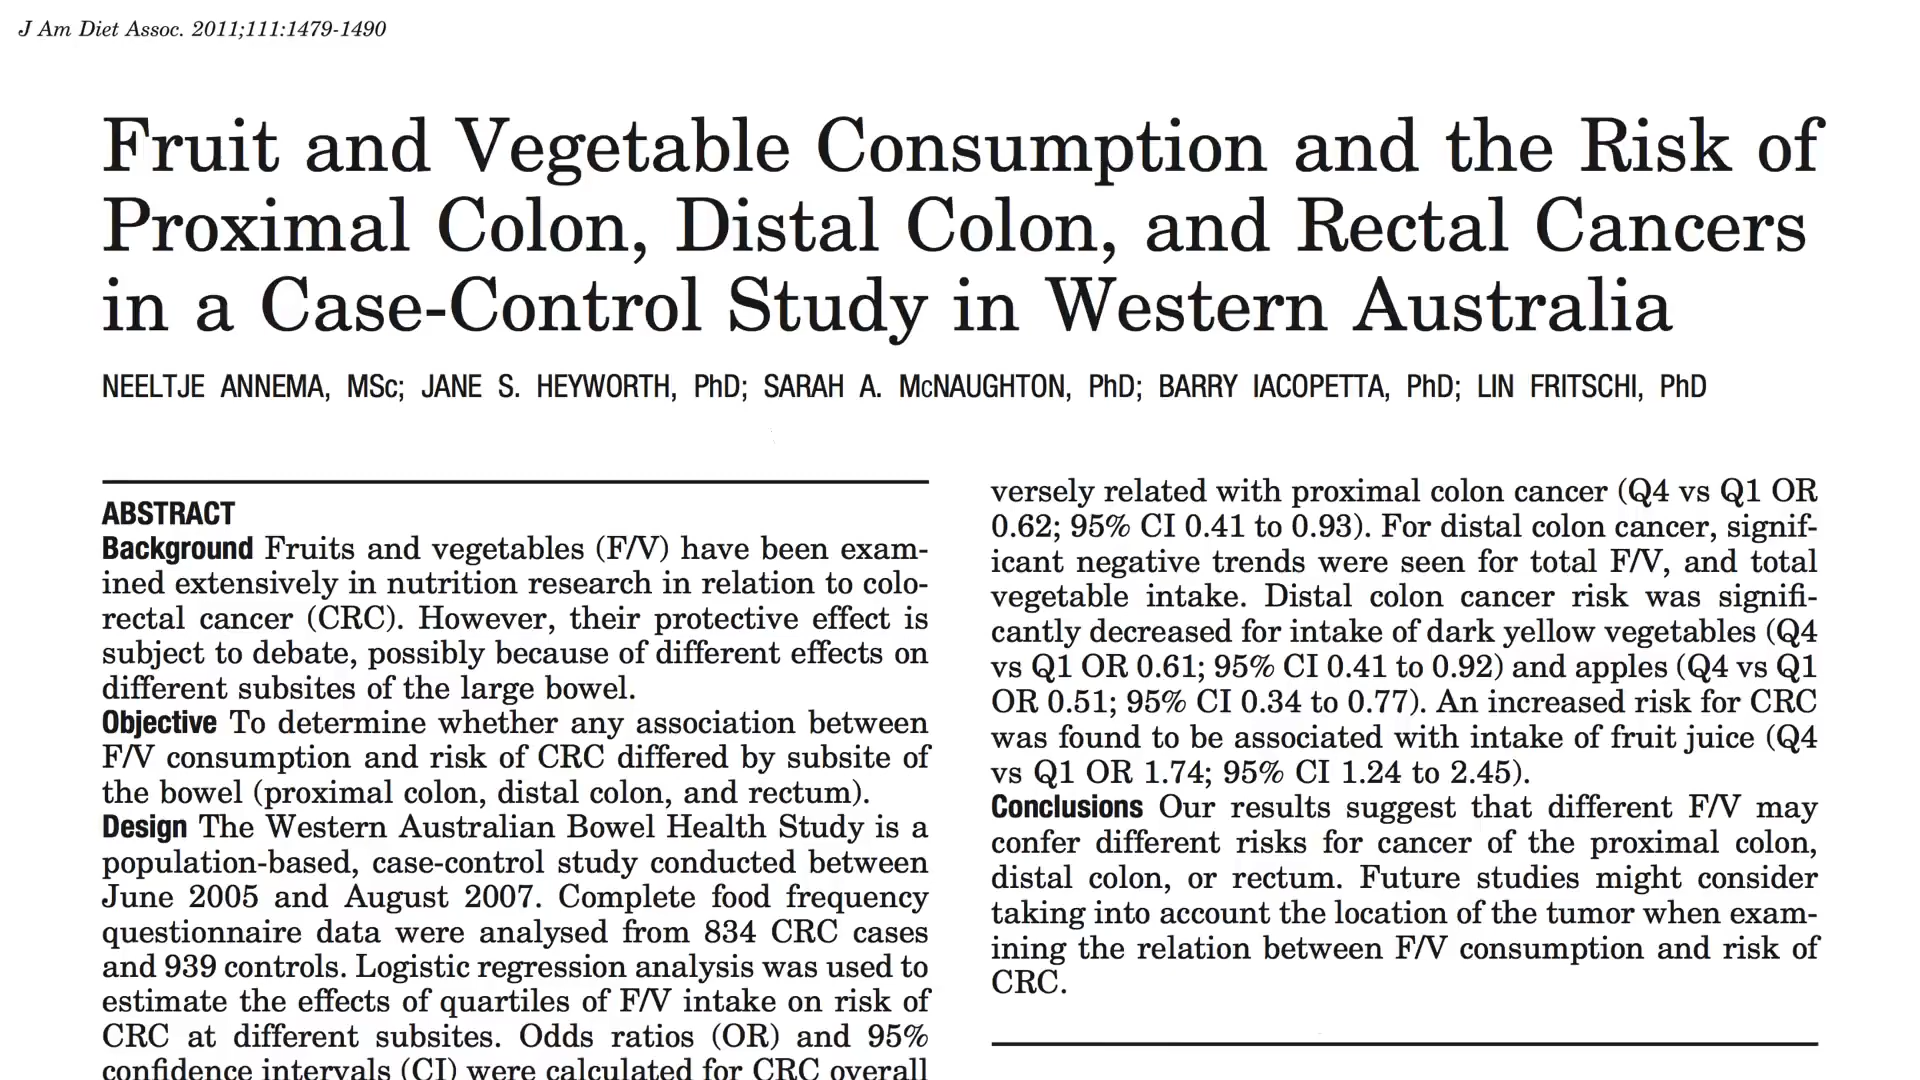 J Am Diet Assoc. 2011;111:1479-1490
Fruit and Vegetable Consumption and the Risk of
Proximal Colon, Distal Colon, and Rectal Cancers
in a Case-Control Study in Western Australia
NEELTJE ANNEMA, MSc; JANE S. HEYWORTH, PhD; SARAH A. McNAUGHTON, PhD; BARRY IACOPETTA, PhD; LIN FRITSCHI, PhD
ABSTRACT
Background Fruits and vegetables (F/V) have been exam-
ined extensively in nutrition research in relation to colo-
rectal cancer (CRC). However, their protective effect is
subject to debate, possibly because of different effects on
different subsites of the large bowel.
Objective To determine whether any association between
F/V consumption and risk of CRC differed by subsite of
the bowel (proximal colon, distal colon, and rectum).
Design The Western Australian Bowel Health Study is a
population-based, case-control study conducted between
June 2005 and August 2007. Complete food frequency
questionnaire data were analysed from 834 CRC cases
and 939 controls. Logistic regression analysis was used to
estimate the effects of quartiles of F/V intake on risk of
CRC at different subsites. Odds ratios (OR) and 95%
confidence intervals (CI) were calculated for CRC overall
versely related with proximal colon cancer (Q4 vs Q1 OR
0.62; 95% CI 0.41 to 0.93). For distal colon cancer, signif-
icant negative trends were seen for total F/V, and total
vegetable intake. Distal colon cancer risk was signifi-
cantly decreased for intake of dark yellow vegetables (Q4
vs Q1 OR 0.61; 95% CI 0.41 to 0.92) and apples (Q4 vs Q1
OR 0.51; 95% CI 0.34 to 0.77). An increased risk for CRC
was found to be associated with intake of fruit juice (Q4
vs Q1 OR 1.74; 95% CI 1.24 to 2.45).
Conclusions Our results suggest that different F/V may
confer different risks for cancer of the proximal colon,
distal colon, or rectum. Future studies might consider
taking into account the location of the tumor when exam-
ining the relation between F/V consumption and risk of
CRC.